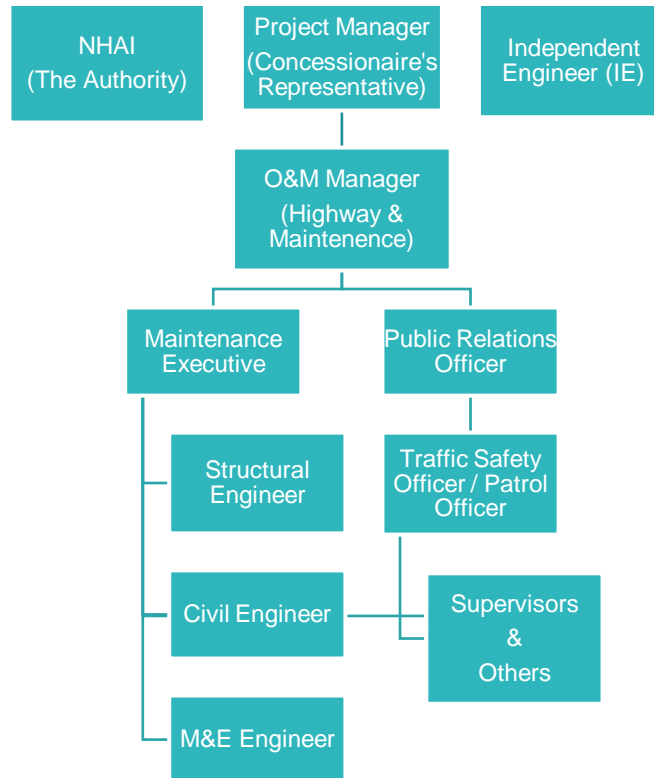 NHAI
(The Authority)
Project Manager
(Concessionaire's
Representative)
Independent
Engineer (IE)
O&M Manager
(Highway &
Maintenence)
Maintenance
Executive
Public Relations
Officer
Structural
Engineer
Traffic Safety
Officer / Patrol
Officer
Civil Engineer
Supervisors
&
Others
M&E Engineer